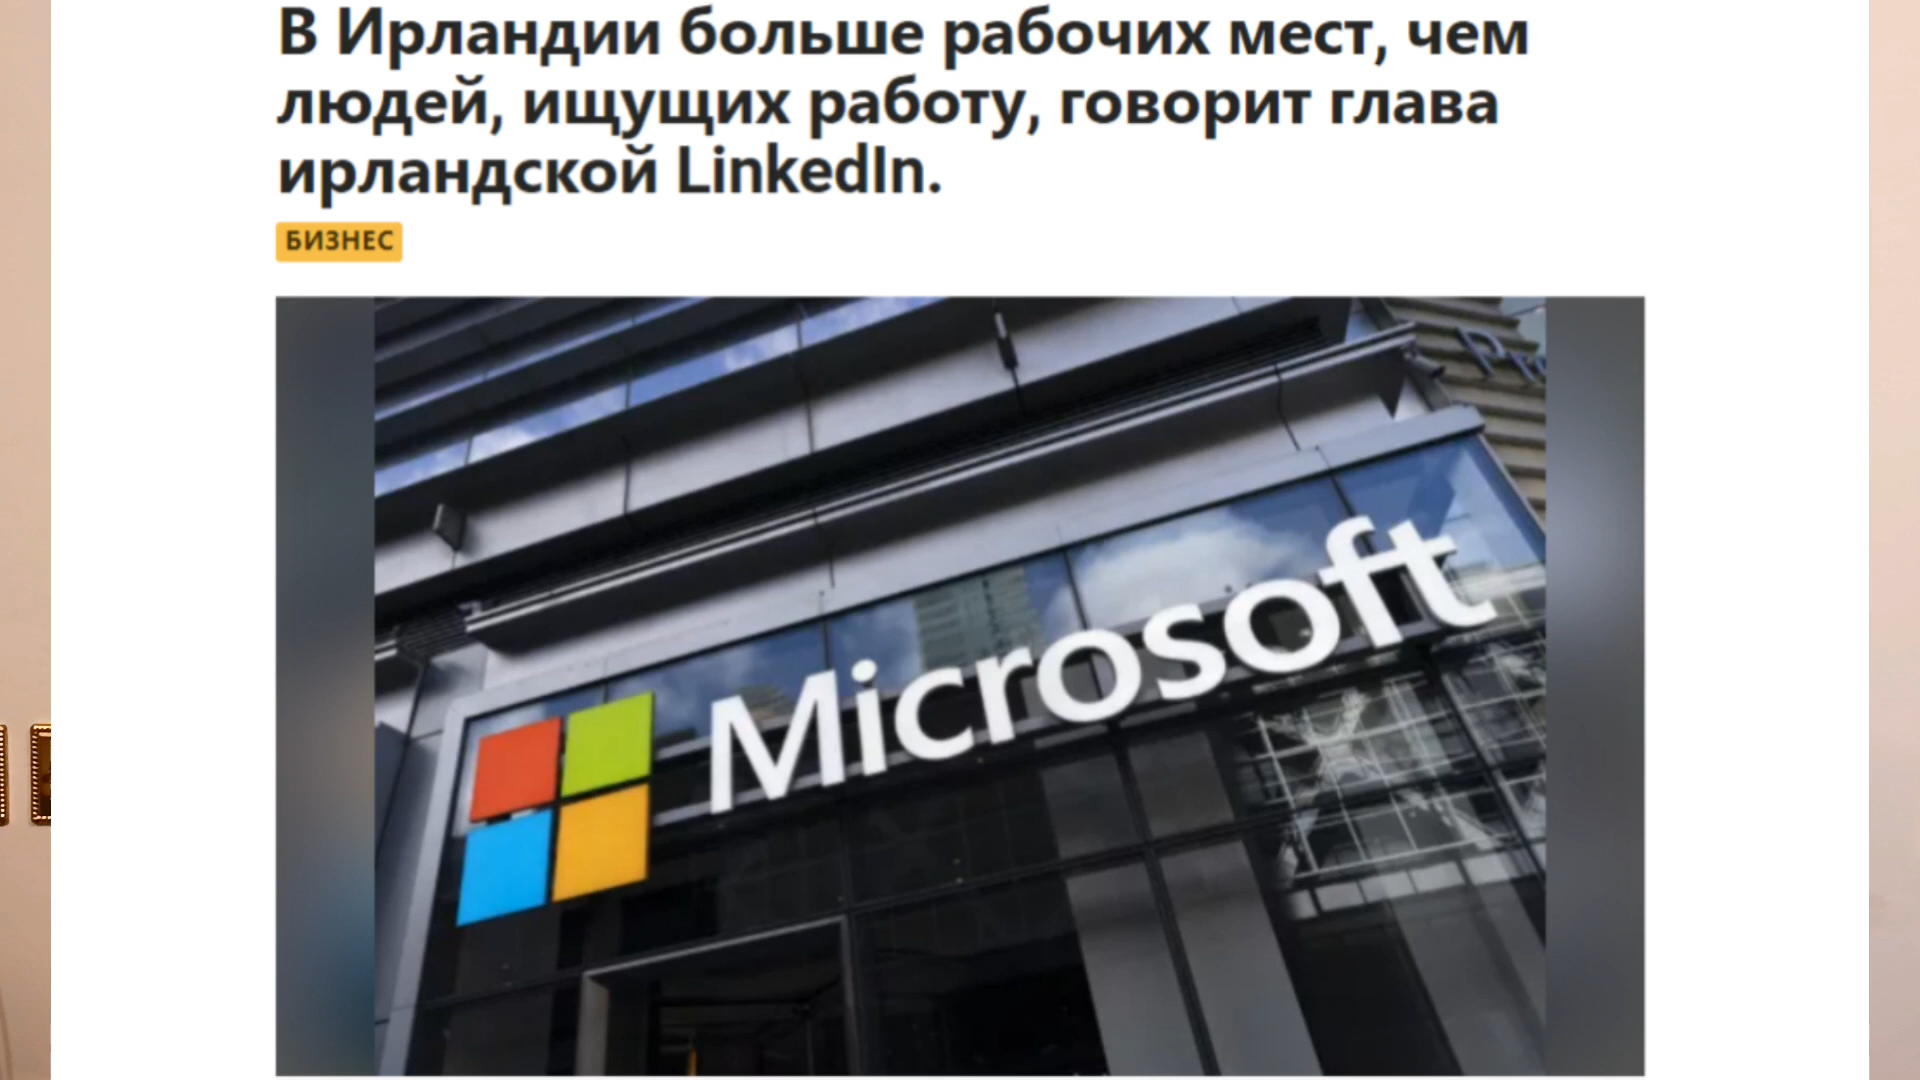 В Ирландии больше рабочих мест, чем
людей, ищущих работу, говорит глава
ирландской LinkedIn.
БИЗНЕС
Microsoft